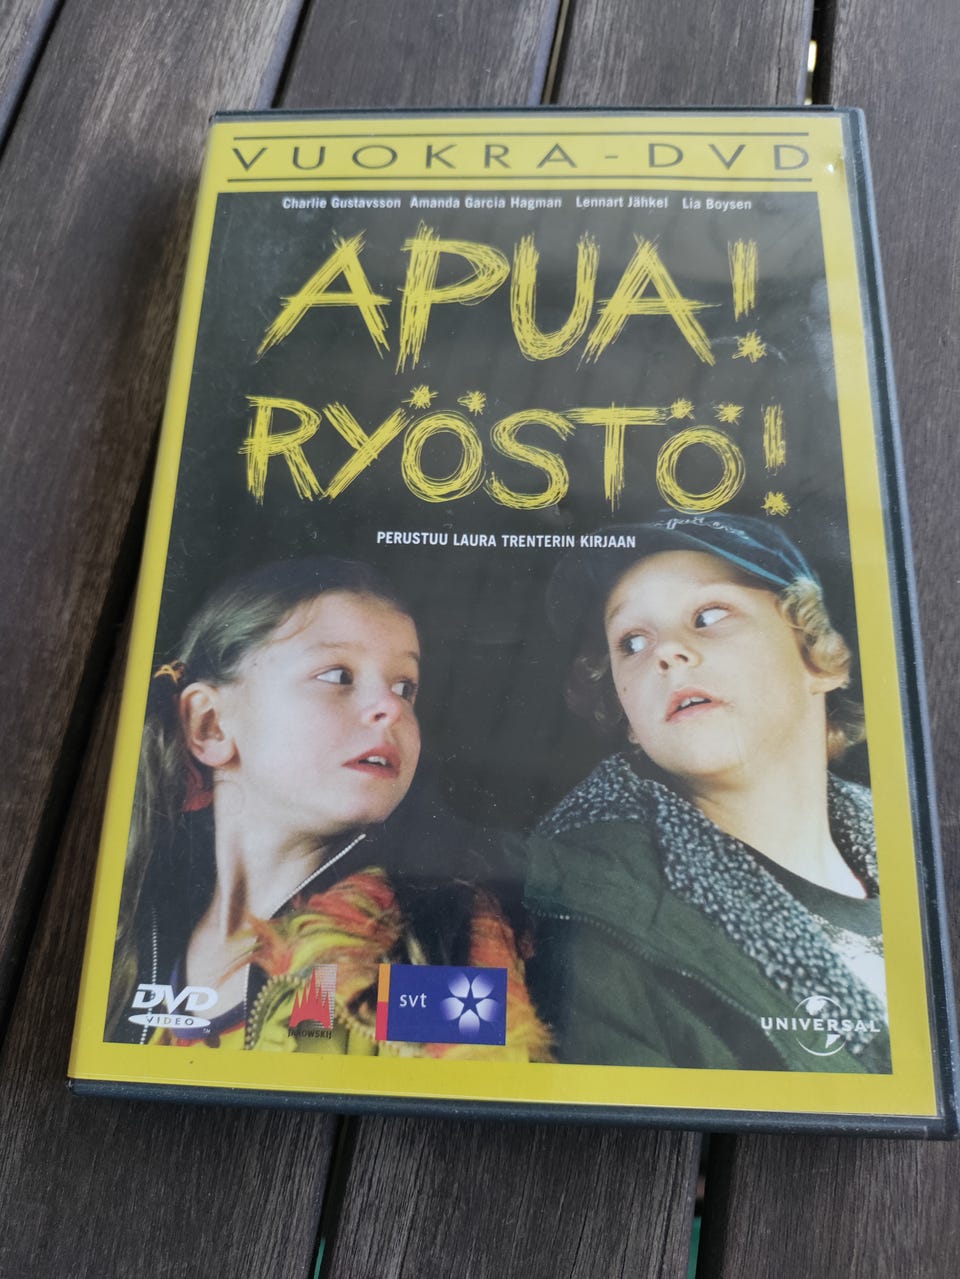 VUOKRA-DVD
Charlie Gustavsson Amanda Garcia Hagman Lennart Jähkel Lia Boysen
APUA!
RYÖSTÖ!
PERUSTUU LAURA TRENTERIN KIRJAAN
DVD
VIDEO
JAROWSKIJ
svt
UNIVERSAL